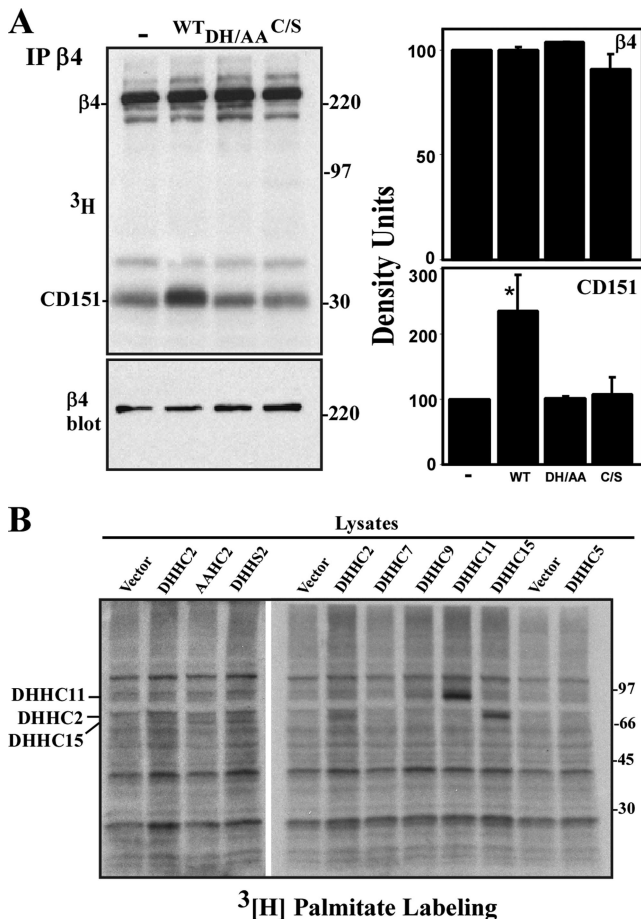 A
IP β4
- WT DH/AA C/S
β4-
-220
-97
³H
CD151-
-30
β4
blot
-220
Density Units
β4
100
50
0
CD151
*
300
200
100
0
- WT DH/AA C/S
B
Lysates
Vector DHHC2 AAHC2 DHHS2 Vector DHHC2 DHHC7 DHHC9 DHHC11 DHHC15 Vector DHHC5
DHHC11
DHHC2
DHHC15
-97
-66
-45
-30
³[H] Palmitate Labeling